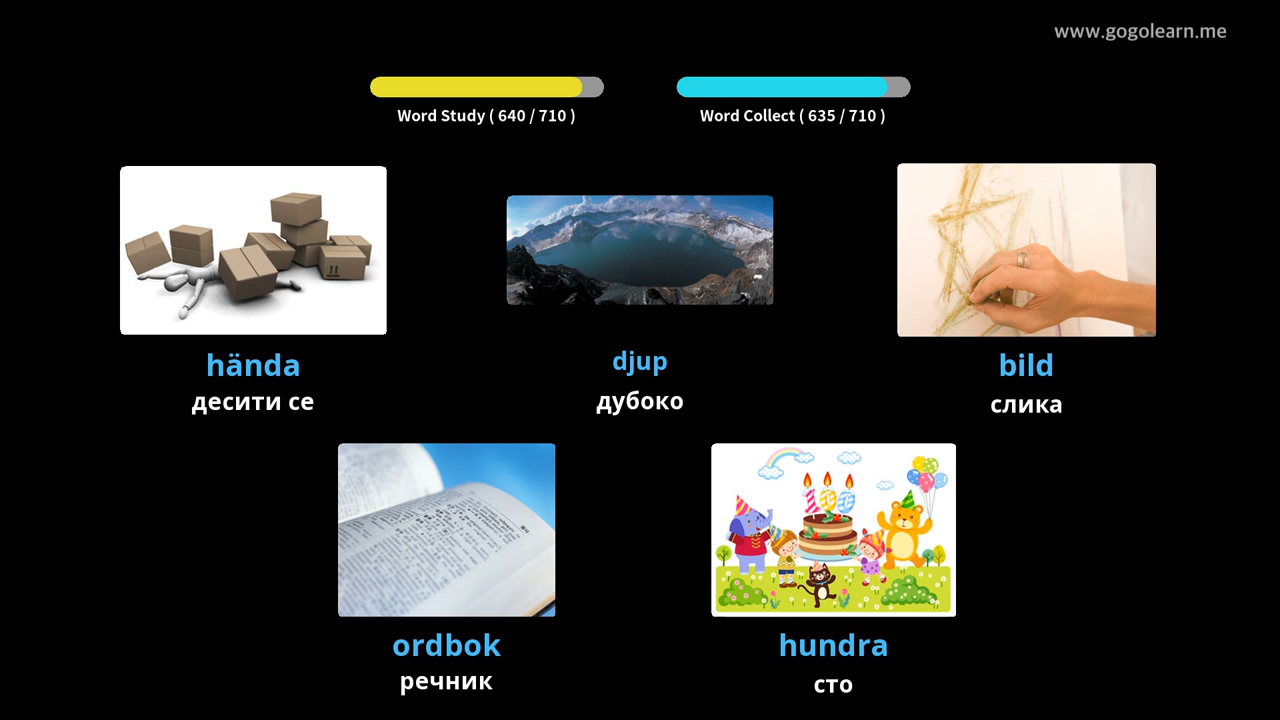 www.gogolearn.me
Word Study ( 640 / 710 )
Word Collect ( 635 / 710 )
hända
десити се
djup
дубоко
bild
слика
ordbok
речник
100
hundra
сто